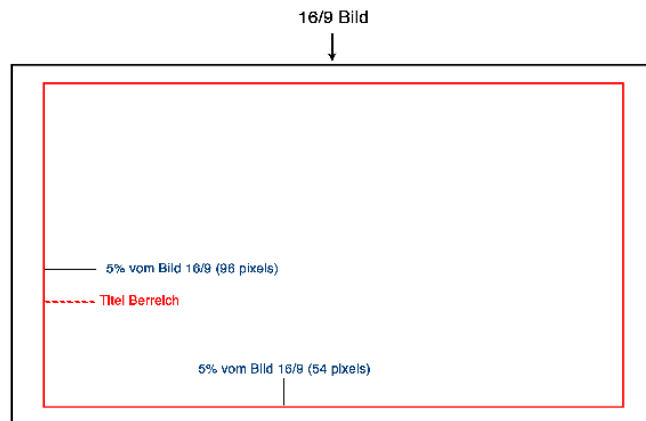 16/9 Bild
5% vom Bild 16/9 (96 pixels)
Titel Berreich
5% vom Bild 16/9 (54 pixels)